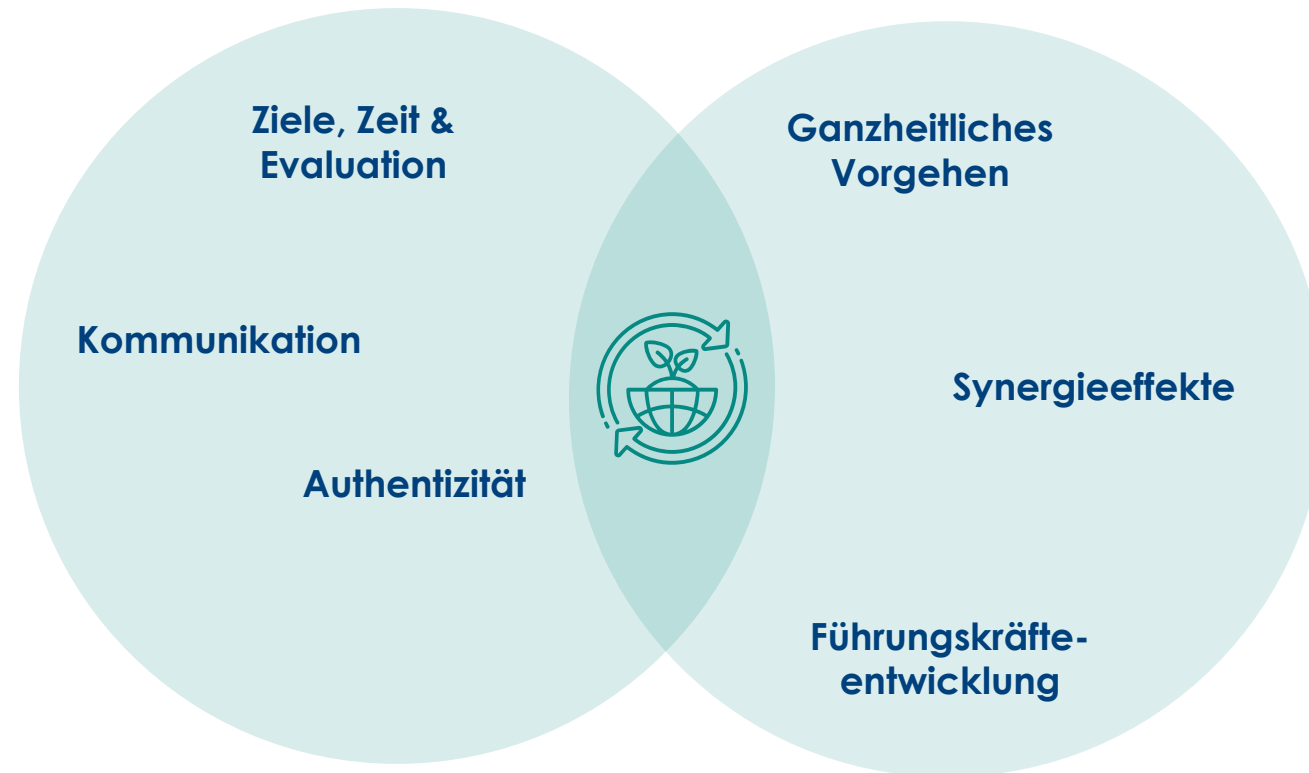 Ziele, Zeit &
Evaluation
Kommunikation
Authentizität
Ganzheitliches
Vorgehen
Synergieeffekte
Führungskräfte-
entwicklung